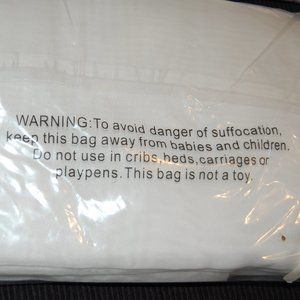 WARNING:To avoid danger of suffocation,
keep this bag away from babies and children.
Do not use in cribs,beds,carriages or
playpens.This bag is not a toy.